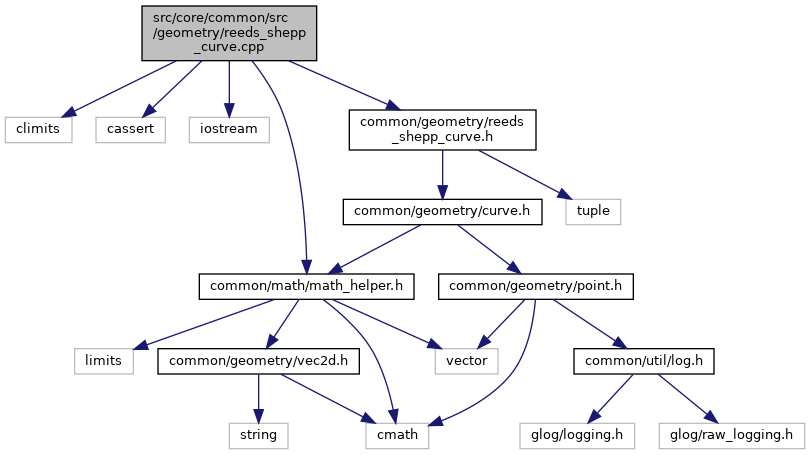 src/core/common/src
/geometry/reeds_shepp
_curve.cpp
climits
cassert
iostream
common/geometry/reeds
_shepp_curve.h
common/geometry/curve.h
tuple
common/math/math_helper.h
common/geometry/point.h
limits
common/geometry/vec2d.h
vector
common/util/log.h
string
cmath
glog/logging.h
glog/raw_logging.h